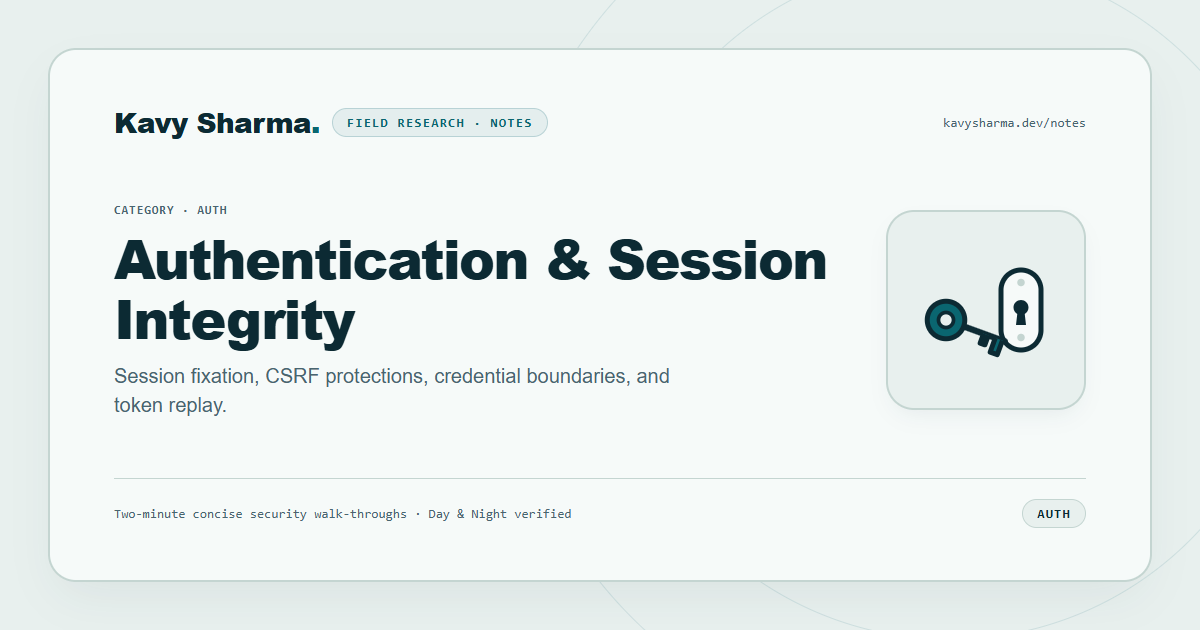 Kavy Sharma.
FIELD RESEARCH · NOTES
kavysharma.dev/notes
CATEGORY · AUTH
Authentication & Session
Integrity
Session fixation, CSRF protections, credential boundaries, and
token replay.
Two-minute concise security walk-throughs · Day & Night verified
AUTH